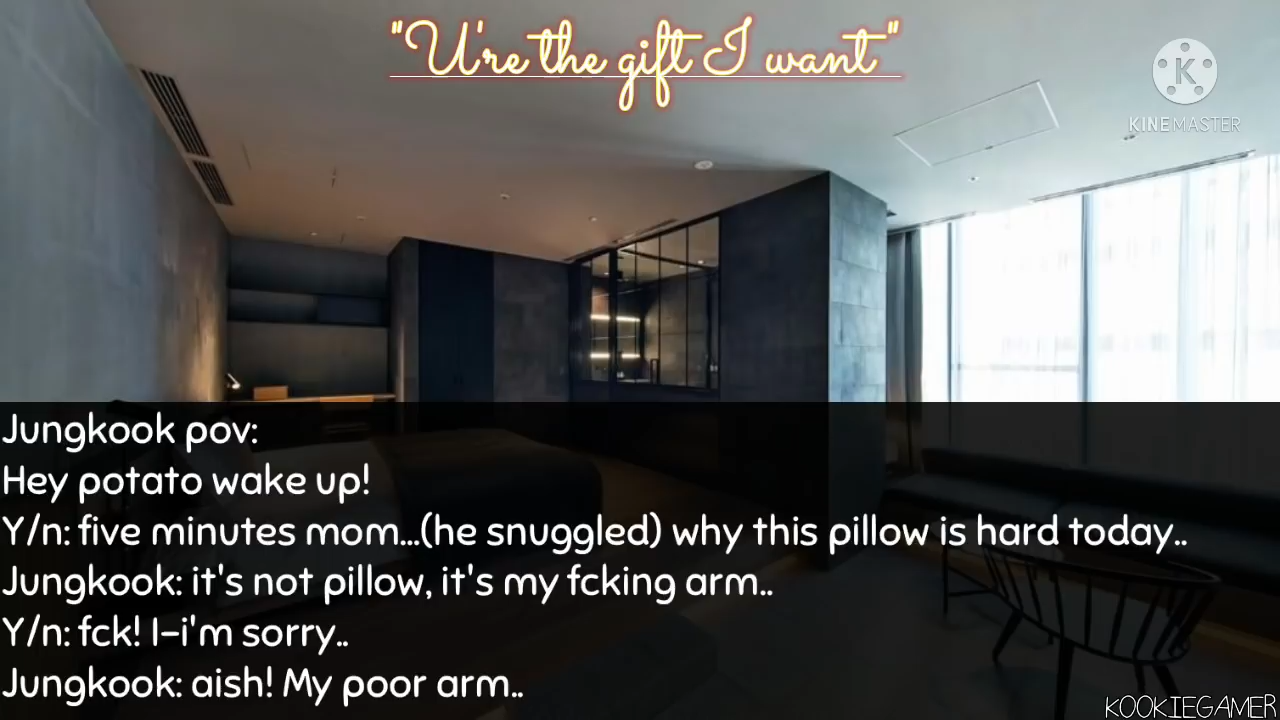 "U're the gift I want"
KINEMASTER
Jungkook pov:
Hey potato wake up!
Y/n: five minutes mom...(he snuggled) why this pillow is hard today..
Jungkook: it's not pillow, it's my fcking arm..
Y/n: fck! I-i'm sorry..
Jungkook: aish! My poor arm..
KOOKIEGAMER